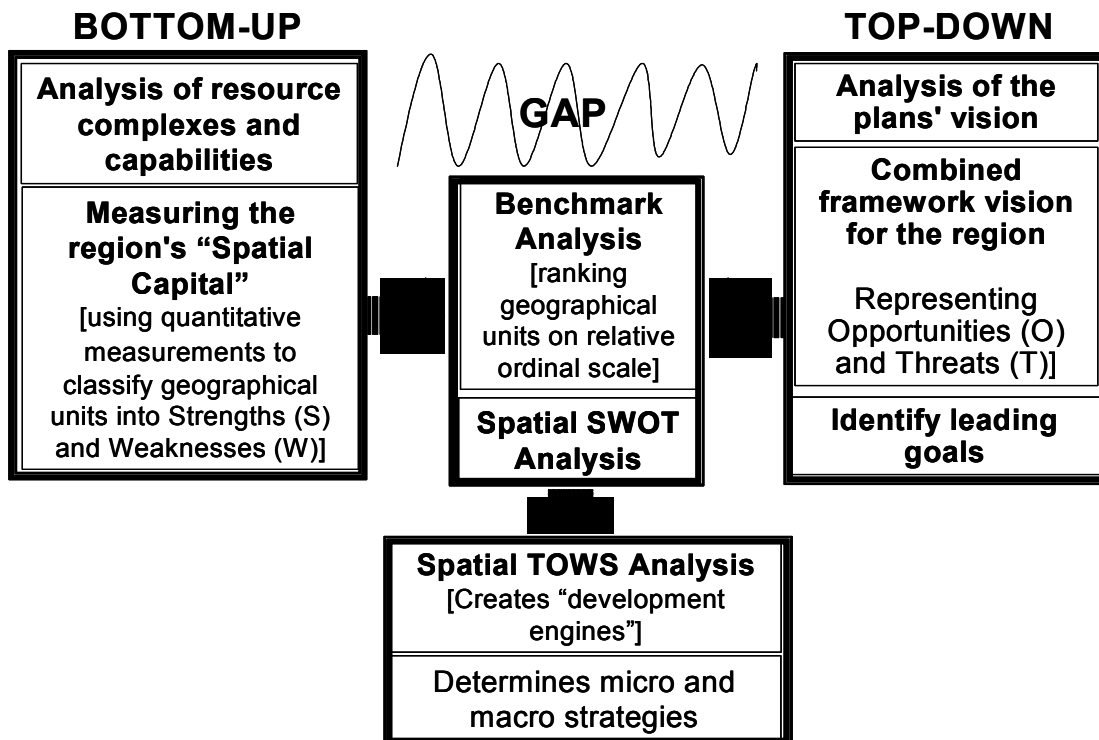 BOTTOM-UP
Analysis of resource
complexes and
capabilities
Measuring the
region's “Spatial
Capital”
[using quantitative
measurements to
classify geographical
units into Strengths (S)
and Weaknesses (W)]
GAP
Benchmark
Analysis
[ranking
geographical
units on relative
ordinal scale]
Spatial SWOT
Analysis
TOP-DOWN
Analysis of the
plans' vision
Combined
framework vision
for the region
Representing
Opportunities (O)
and Threats (T)]
Identify leading
goals
Spatial TOWS Analysis
[Creates “development
engines”]
Determines micro and
macro strategies